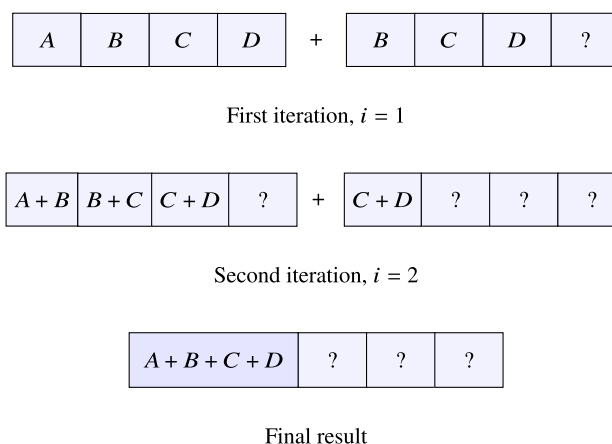 A B C D + B C D ?
First iteration, i = 1
A + B B + C C + D ? + C + D ? ? ?
Second iteration, i = 2
A + B + C + D ? ? ?
Final result